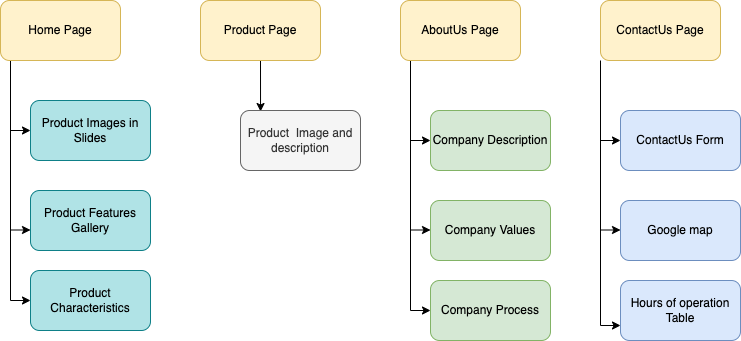 Home Page
Product Page
AboutUs Page
ContactUs Page
Product Images in
Slides
Product Image and
description
Company Description
ContactUs Form
Product Features
Gallery
Company Values
Google map
Product
Characteristics
Company Process
Hours of operation
Table